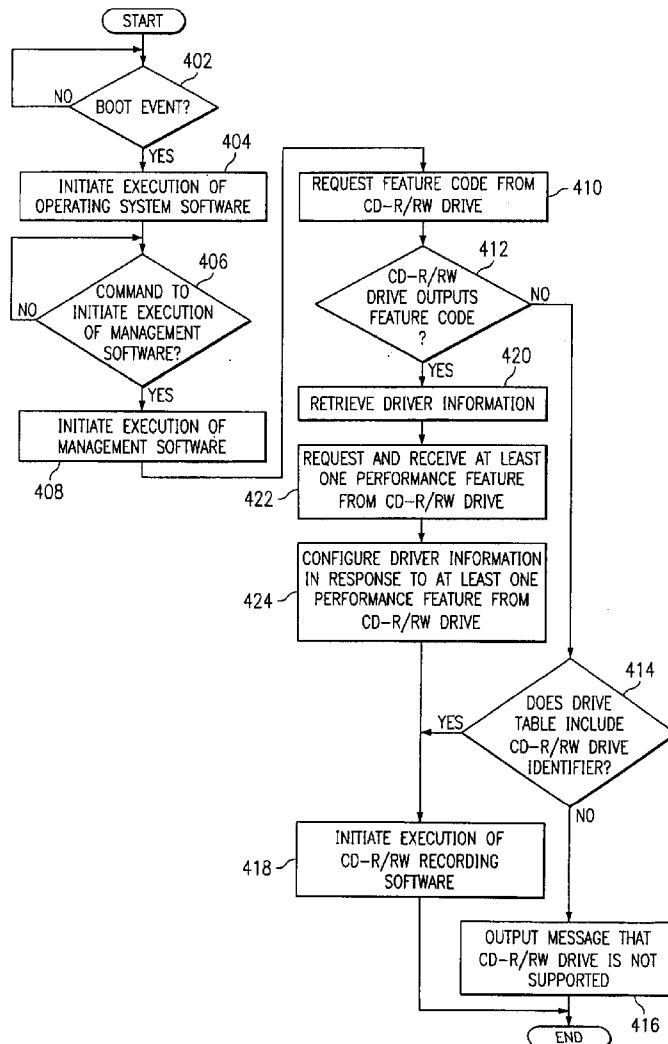 START
402
BOOT EVENT?
NO
YES
404
INITIATE EXECUTION OF
OPERATING SYSTEM SOFTWARE
406
COMMAND TO
INITIATE EXECUTION
OF MANAGEMENT
SOFTWARE?
NO
YES
INITIATE EXECUTION OF
MANAGEMENT SOFTWARE
408
REQUEST FEATURE CODE FROM
CD-R/RW DRIVE
410
412
CD-R/RW
DRIVE OUTPUTS
FEATURE CODE
?
NO
YES
420
RETRIEVE DRIVER INFORMATION
REQUEST AND RECEIVE AT LEAST
ONE PERFORMANCE FEATURE
FROM CD-R/RW DRIVE
422
CONFIGURE DRIVER INFORMATION
IN RESPONSE TO AT LEAST ONE
PERFORMANCE FEATURE FROM
CD-R/RW DRIVE
424
414
DOES DRIVE
TABLE INCLUDE
CD-R/RW DRIVE
IDENTIFIER?
YES
NO
INITIATE EXECUTION OF
CD-R/RW RECORDING
SOFTWARE
418
OUTPUT MESSAGE THAT
CD-R/RW DRIVE IS NOT
SUPPORTED
416
END